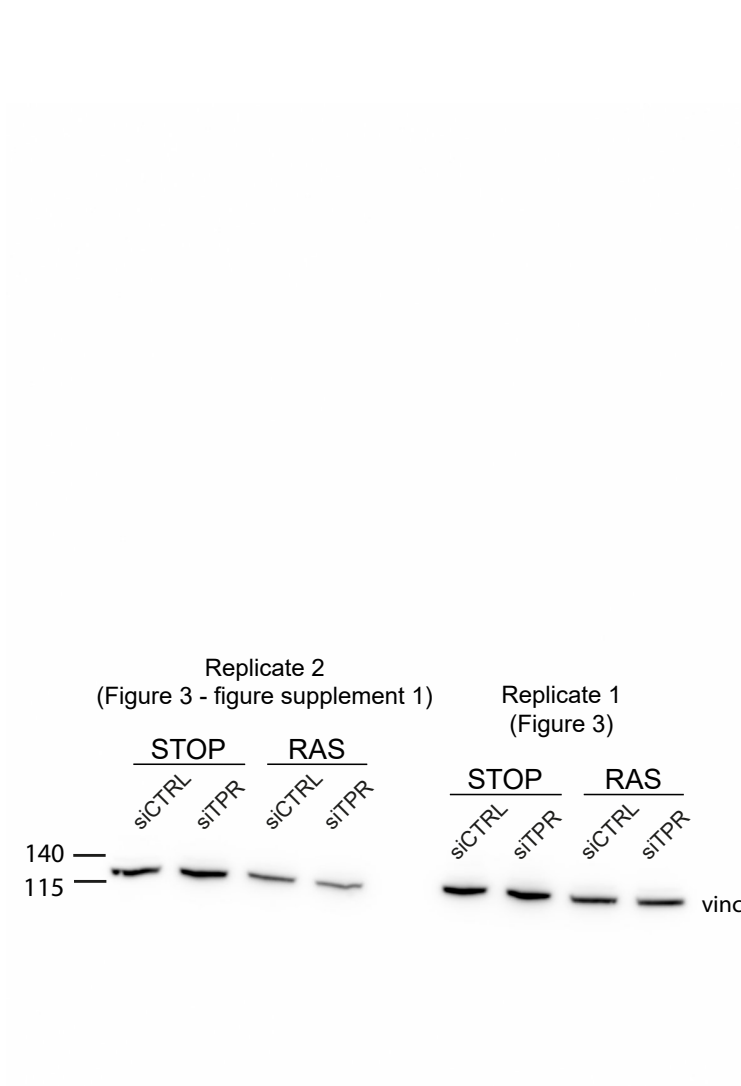 Replicate 2
(Figure 3 - figure supplement 1)
STOP RAS
siCTRL siTPR siCTRL siTPR
140
115
Replicate 1
(Figure 3)
STOP RAS
siCTRL siTPR siCTRL siTPR
vinc